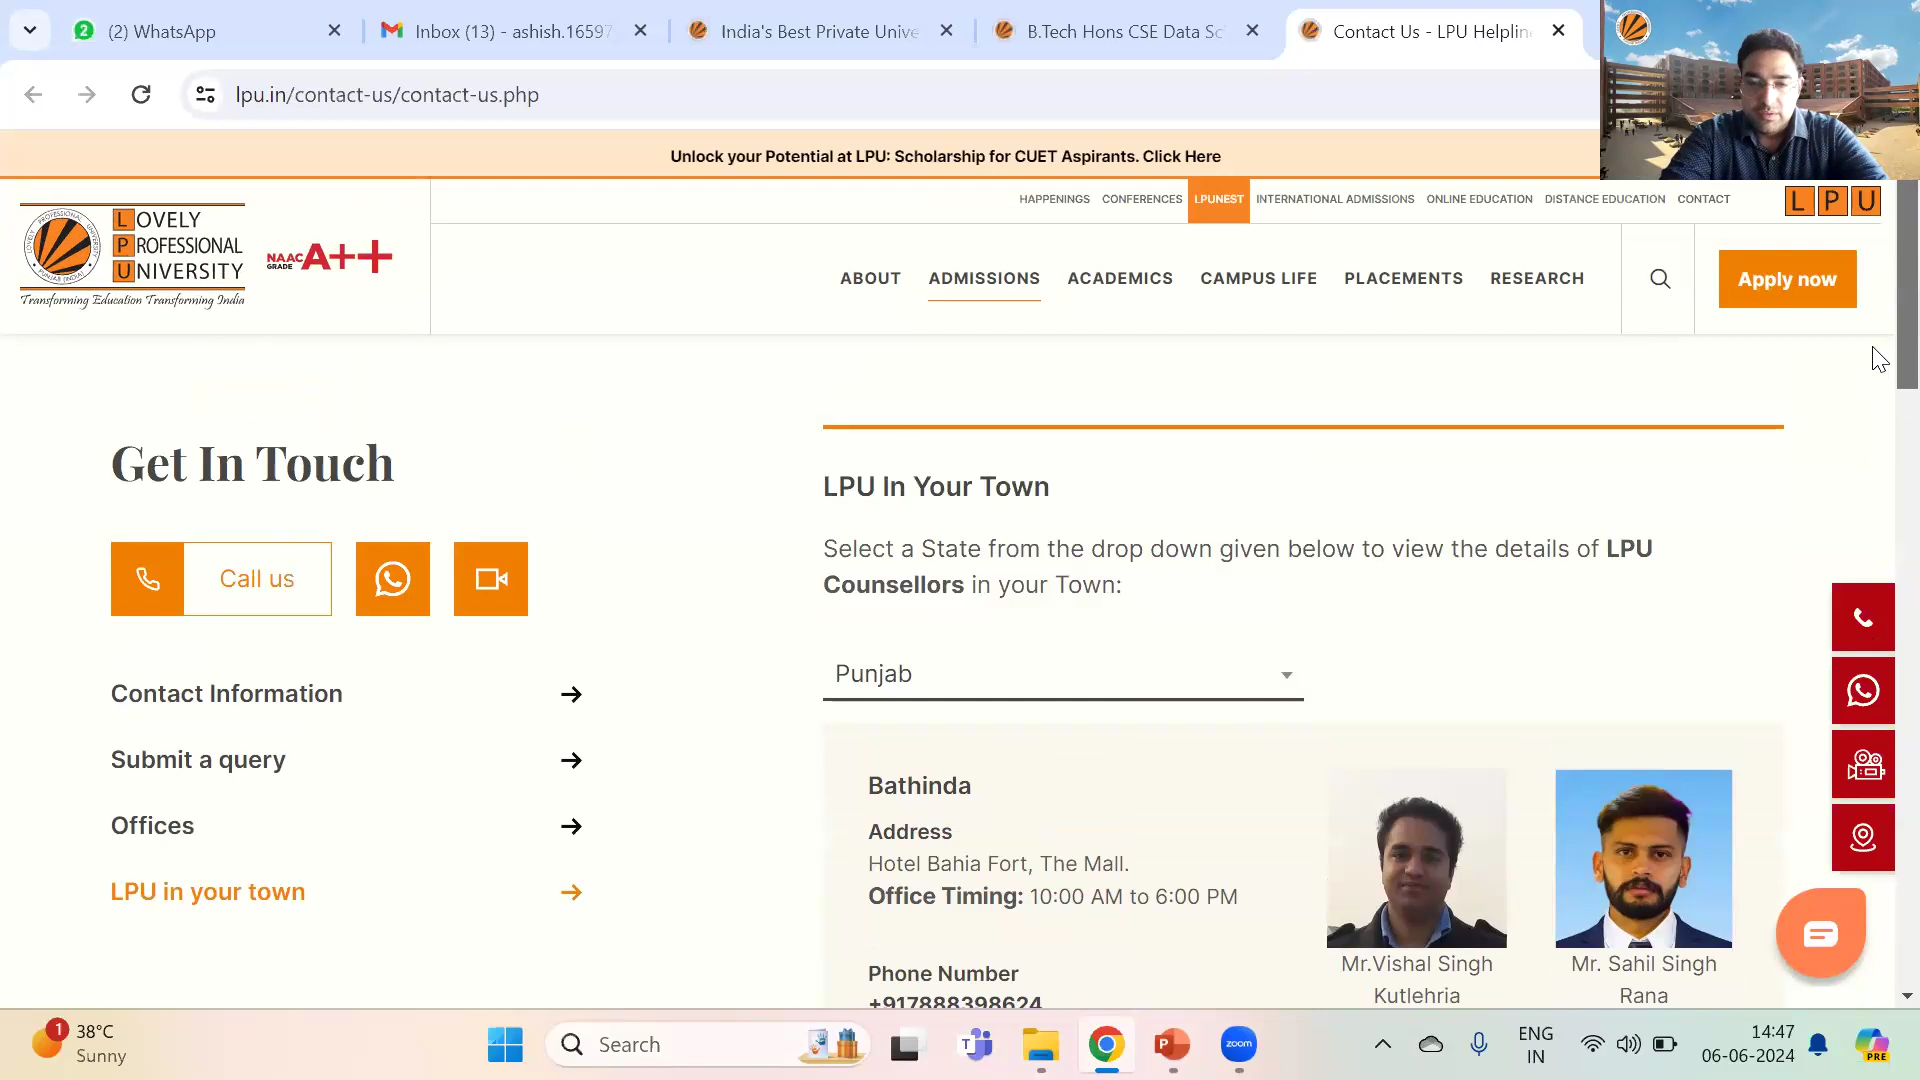 (2) WhatsApp
Inbox (13) - ashish.16597
India's Best Private Unive
B.Tech Hons CSE Data Sc
Contact Us - LPU Helplin
lpu.in/contact-us/contact-us.php
Unlock your Potential at LPU: Scholarship for CUET Aspirants. Click Here
HAPPENINGS CONFERENCES LPUNEST INTERNATIONAL ADMISSIONS ONLINE EDUCATION DISTANCE EDUCATION CONTACT
LPU
LOVELY
PROFESSIONAL
UNIVERSITY
Transforming Education Transforming India
NAAC
GRADE A++
ABOUT ADMISSIONS ACADEMICS CAMPUS LIFE PLACEMENTS RESEARCH
Apply now
Get In Touch
Call us
Contact Information
Submit a query
Offices
LPU in your town
LPU In Your Town
Select a State from the drop down given below to view the details of LPU
Counsellors in your Town:
Punjab
Bathinda
Address
Hotel Bahia Fort, The Mall.
Office Timing: 10:00 AM to 6:00 PM
Phone Number
+917888398624
Mr.Vishal Singh
Kutlehria
Mr. Sahil Singh
Rana
1
38°C
Sunny
Search
zoom
ENG
IN
14:47
06-06-2024
PRE